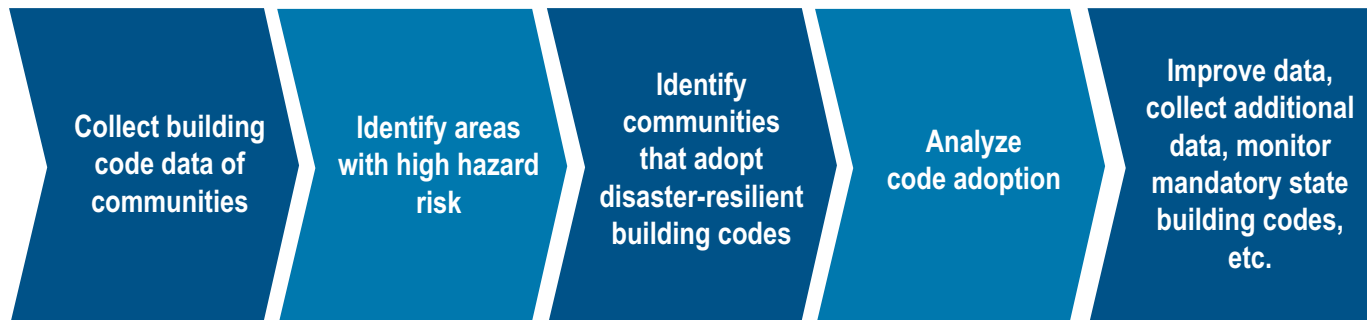 Collect building
code data of
communities
Identify areas
with high hazard
risk
Identify
communities
that adopt
disaster-resilient
building codes
Analyze
code adoption
Improve data,
collect additional
data, monitor
mandatory state
building codes,
etc.